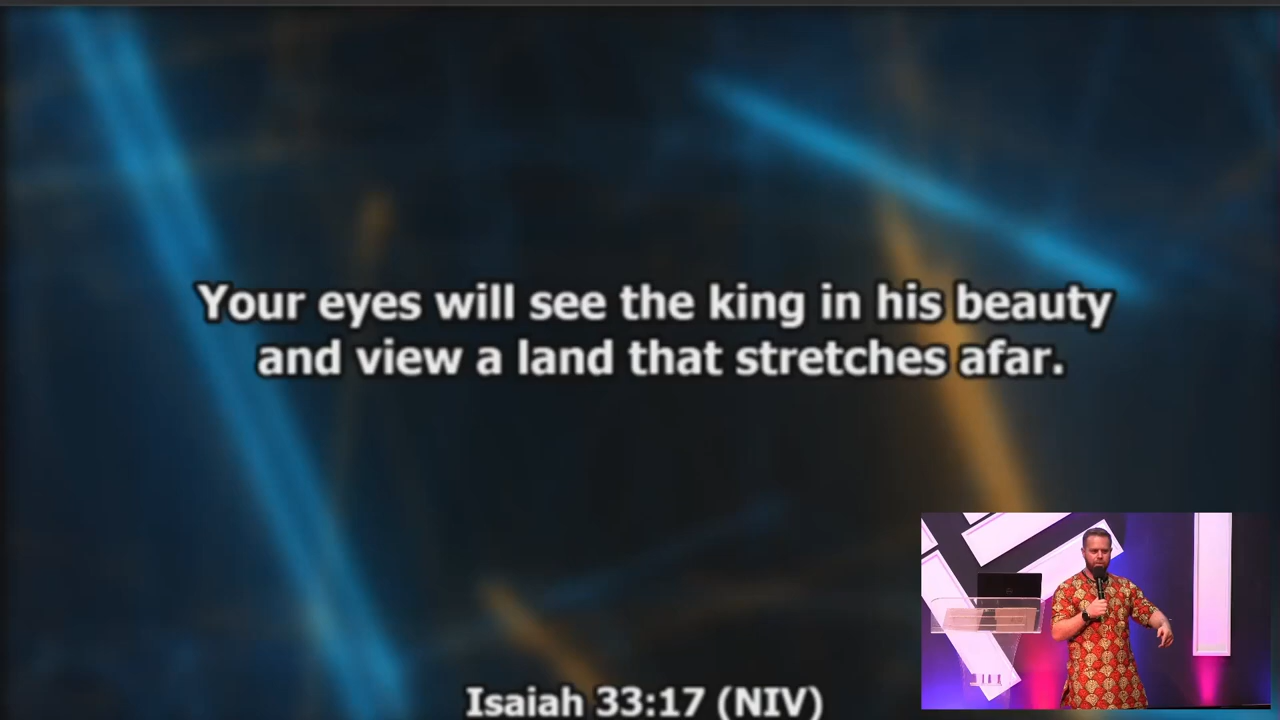 Your eyes will see the king in his beauty
and view a land that stretches afar.
Isaiah 33:17 (NIV)